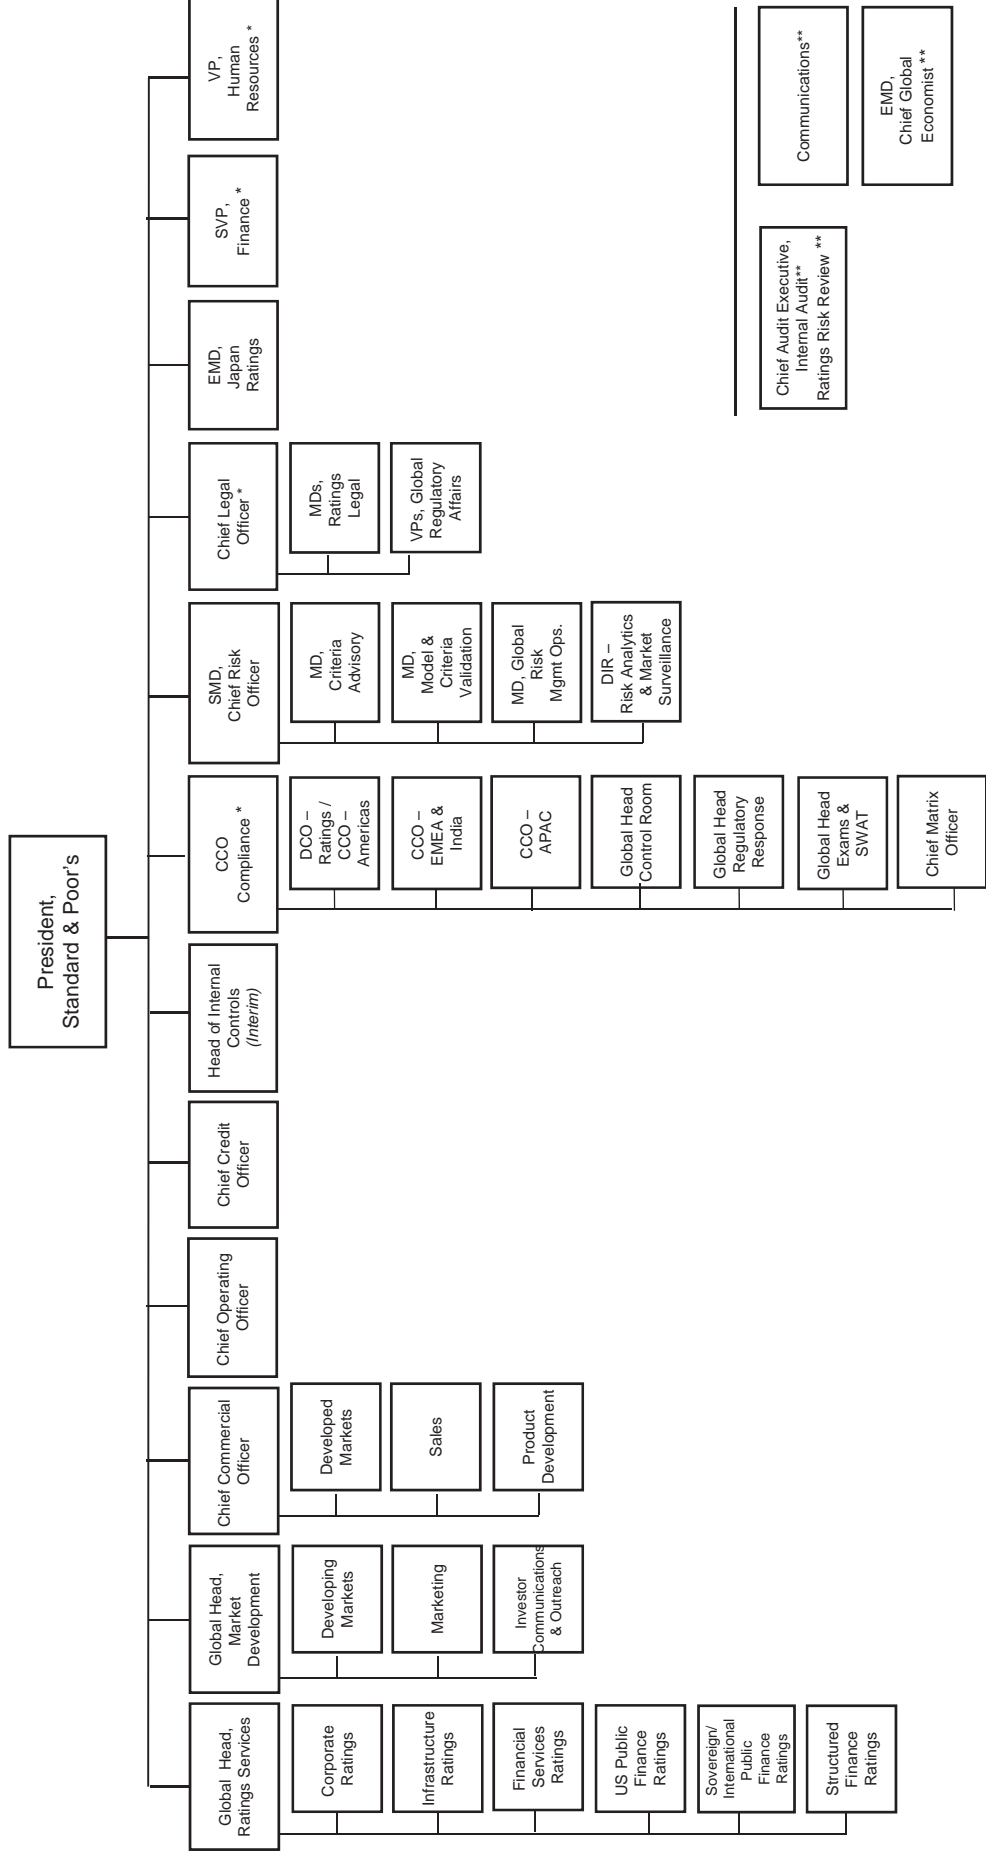 President,
Standard & Poor's
Global Head,
Ratings Services
Corporate
Ratings
Infrastructure
Ratings
Financial
Services
Ratings
US Public
Finance
Ratings
Sovereign/
International
Public
Finance
Ratings
Structured
Finance
Ratings
Global Head,
Market
Development
Developing
Markets
Marketing
Investor
Communications
& Outreach
Chief Commercial
Officer
Developed
Markets
Sales
Product
Development
Chief Operating
Officer
Chief Credit
Officer
Head of Internal
Controls
(Interim)
CCO
Compliance *
DCO –
Ratings /
CCO –
Americas
CCO –
EMEA &
India
CCO –
APAC
Global Head
Control Room
Global Head
Regulatory
Response
Global Head
Exams &
SWAT
Chief Matrix
Officer
SMD,
Chief Risk
Officer
MD,
Criteria
Advisory
MD,
Model &
Criteria
Validation
MD, Global
Risk
Mgmt Ops.
DIR –
Risk Analytics
& Market
Surveillance
Chief Legal
Officer *
MDs,
Ratings
Legal
VPs, Global
Regulatory
Affairs
EMD,
Japan
Ratings
SVP,
Finance *
VP,
Human
Resources *
Chief Audit Executive,
Internal Audit**
Ratings Risk Review **
Communications**
EMD,
Chief Global
Economist **